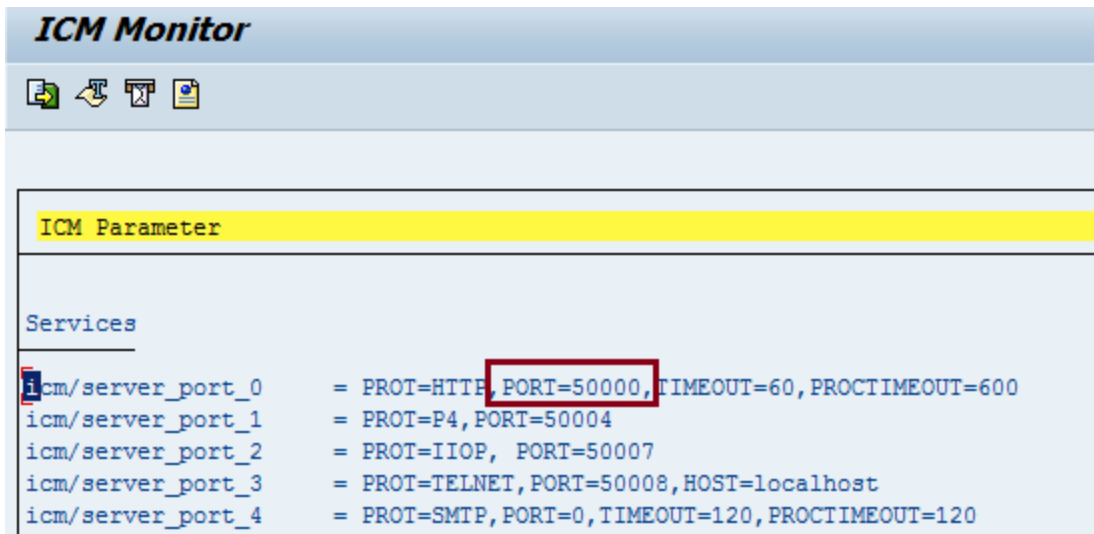 ICM Monitor
ICM Parameter
Services
icm/server_port_0 = PROT=HTTP,PORT=50000,TIMEOUT=60,PROCTIMEOUT=600
icm/server_port_1 = PROT=P4,PORT=50004
icm/server_port_2 = PROT=IIOP, PORT=50007
icm/server_port_3 = PROT=TELNET,PORT=50008,HOST=localhost
icm/server_port_4 = PROT=SMTP,PORT=0,TIMEOUT=120,PROCTIMEOUT=120